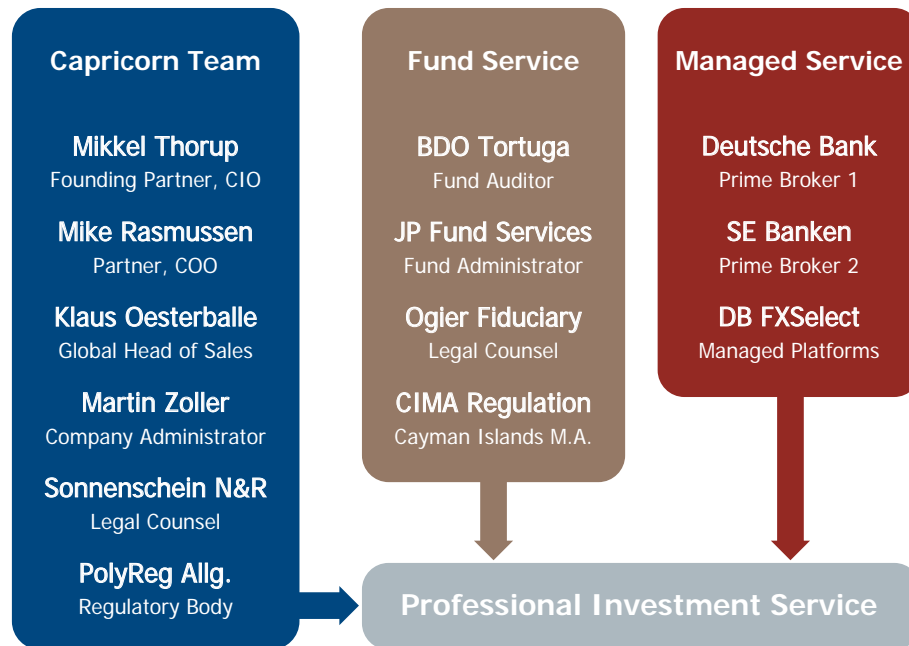 Capricorn Team
Mikkel Thorup
Founding Partner, CIO
Mike Rasmussen
Partner, COO
Klaus Oesterballe
Global Head of Sales
Martin Zoller
Company Administrator
Sonnenschein N&R
Legal Counsel
PolyReg Allg.
Regulatory Body
Fund Service
BDO Tortuga
Fund Auditor
JP Fund Services
Fund Administrator
Ogier Fiduciary
Legal Counsel
CIMA Regulation
Cayman Islands M.A.
Managed Service
Deutsche Bank
Prime Broker 1
SE Banken
Prime Broker 2
DB FXSelect
Managed Platforms
Professional Investment Service